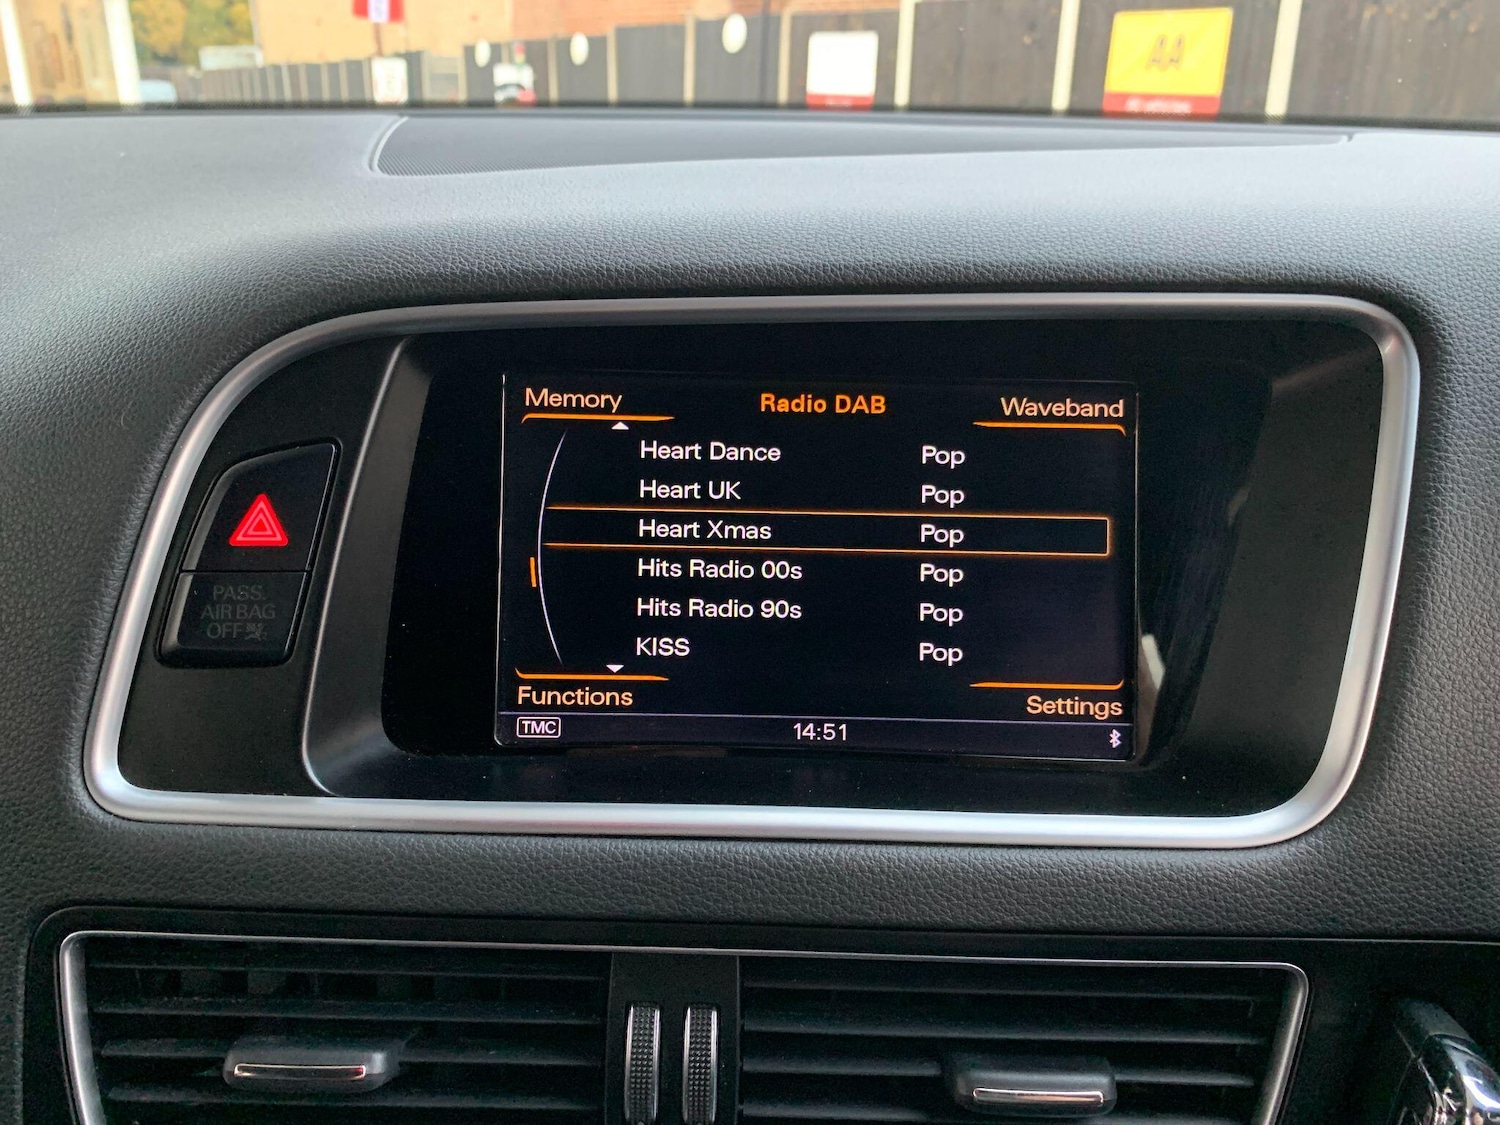 AA
Memory
Radio DAB
Waveband
Heart Dance Pop
Heart UK Pop
Heart Xmas Pop
Hits Radio 00s Pop
Hits Radio 90s Pop
KISS Pop
Functions
Settings
TMC
14:51
PASS.
AIR BAG
OFF